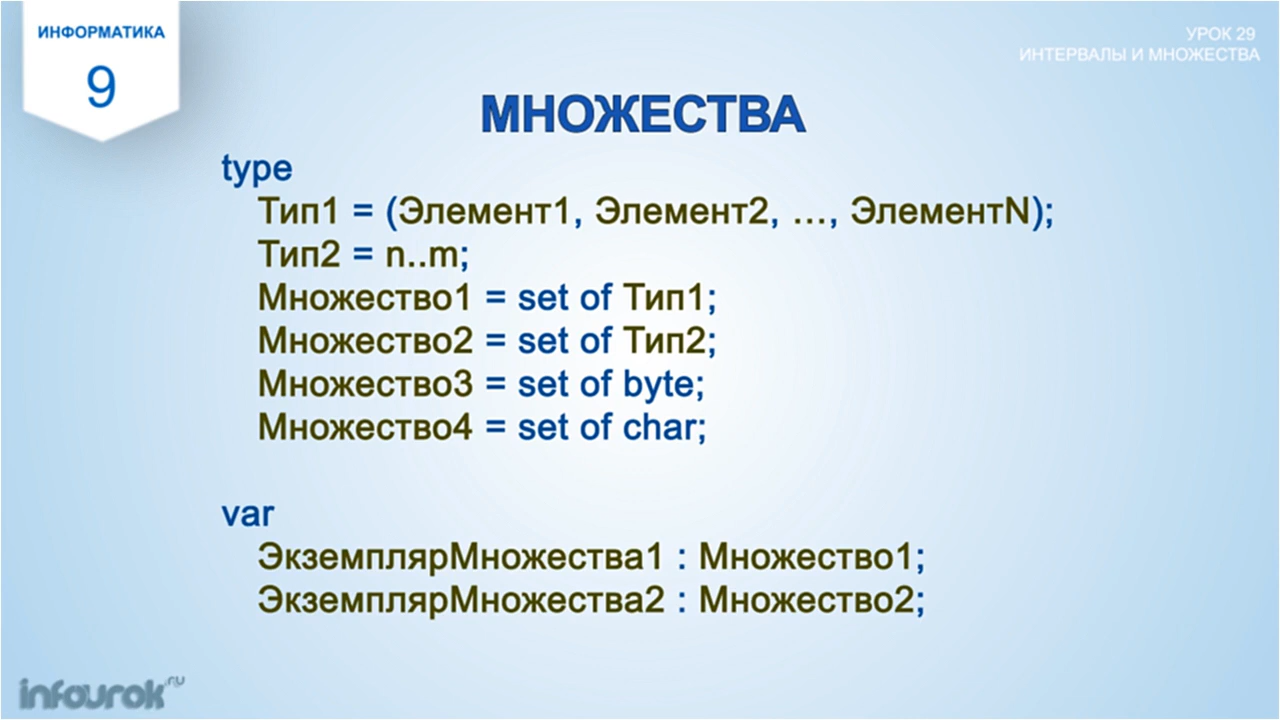 ИНФОРМАТИКА
9
УРОК 29
ИНТЕРВАЛЫ И МНОЖЕСТВА
МНОЖЕСТВА
type
Тип1 = (Элемент1, Элемент2, ..., ЭлементN);
Тип2 = n..m;
Множество1 = set of Тип1;
Множество2 = set of Тип2;
Множество3 = set of byte;
Множество4 = set of char;
var
ЭкземплярМножества1 : Множество1;
ЭкземплярМножества2 : Множество2;
infourok.ru